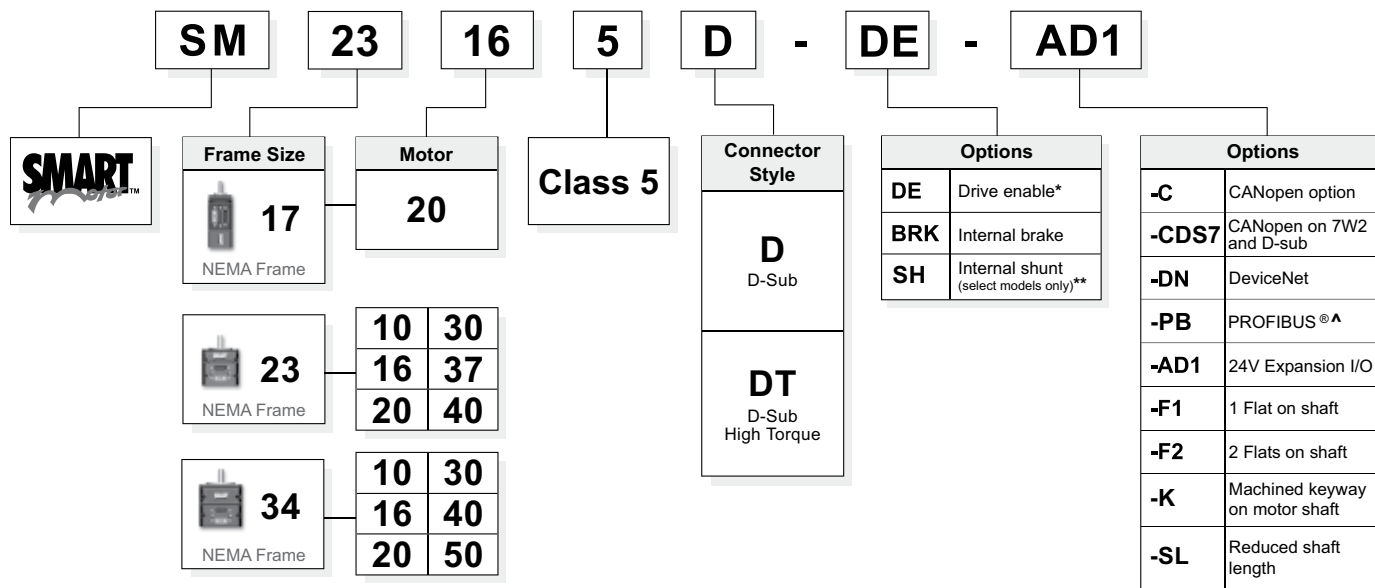 SM 23 16 5 D - DE - AD1
SMART motor™
Frame Size
17
NEMA Frame
23
NEMA Frame
34
NEMA Frame
Motor
20
10 30
16 37
20 40
10 30
16 40
20 50
Class 5
Connector
Style
D
D-Sub
DT
D-Sub
High Torque
Options
DE Drive enable*
BRK Internal brake
SH Internal shunt
(select models only)**
Options
-C CANopen option
-CDS7 CANopen on 7W2
and D-sub
-DN DeviceNet
-PB PROFIBUS ®^
-AD1 24V Expansion I/O
-F1 1 Flat on shaft
-F2 2 Flats on shaft
-K Machined keyway
on motor shaft
-SL Reduced shaft
length